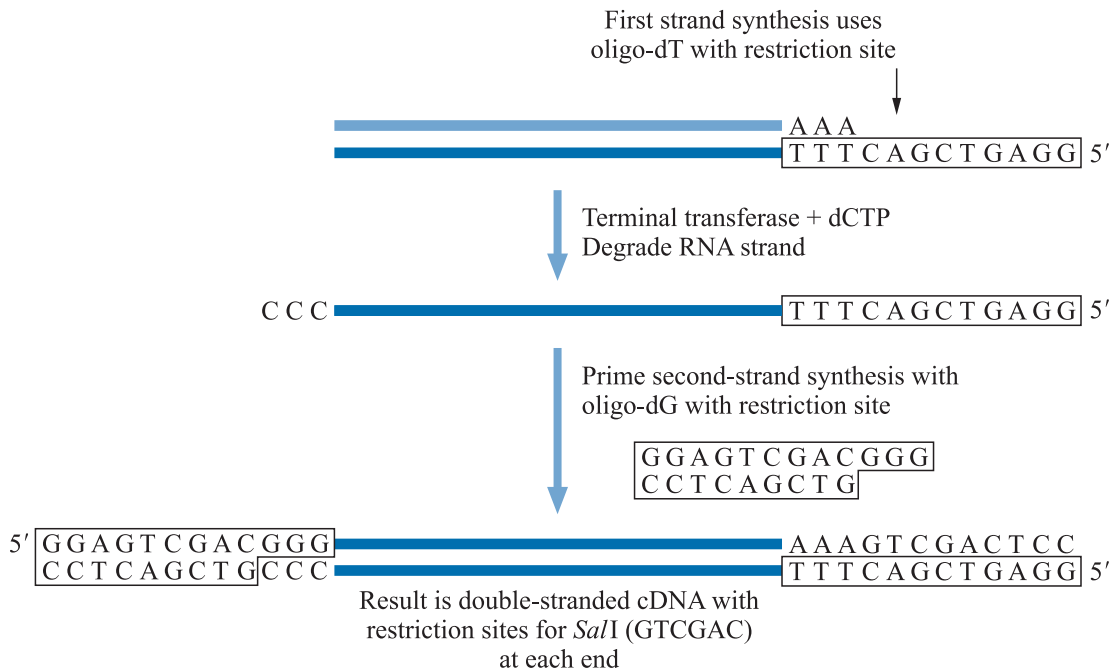 First strand synthesis uses
oligo-dT with restriction site
A A A
T T T C A G C T G A G G 5′
Terminal transferase + dCTP
Degrade RNA strand
C C C T T T C A G C T G A G G 5′
Prime second-strand synthesis with
oligo-dG with restriction site
G G A G T C G A C G G G
C C T C A G C T G
5′ G G A G T C G A C G G G A A A G T C G A C T C C
C C T C A G C T G C C C T T T C A G C T G A G G 5′
Result is double-stranded cDNA with
restriction sites for SalI (GTCGAC)
at each end